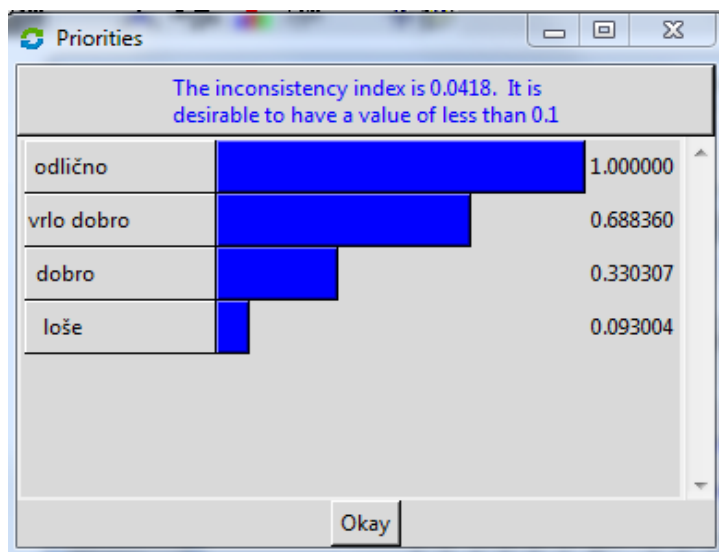 Priorities
The inconsistency index is 0.0418. It is
desirable to have a value of less than 0.1
odlično 1.000000
vrlo dobro 0.688360
dobro 0.330307
loše 0.093004
Okay